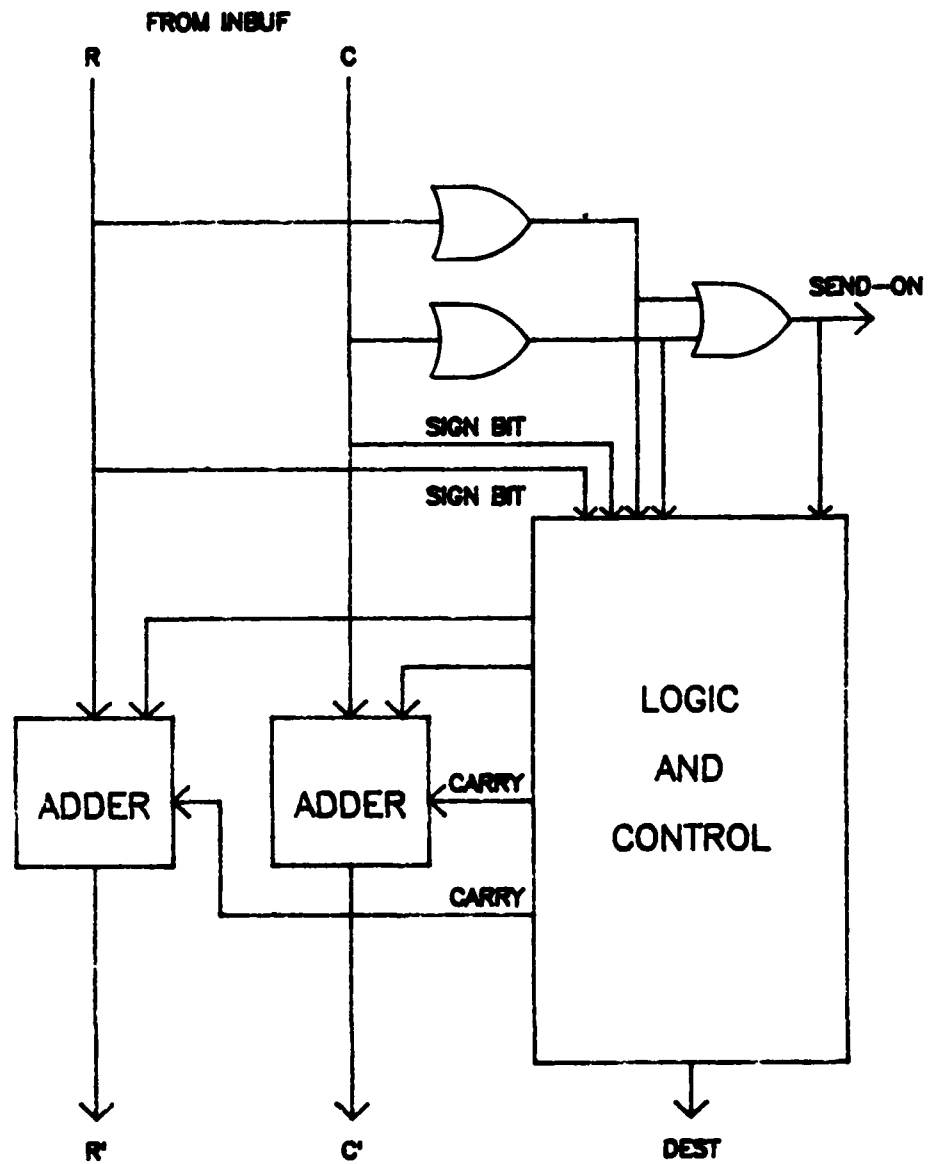 FROM INBUF
R
C
SEND-ON
SIGN BIT
SIGN BIT
LOGIC
AND
CONTROL
ADDER
ADDER
CARRY
CARRY
R'
C'
DEST